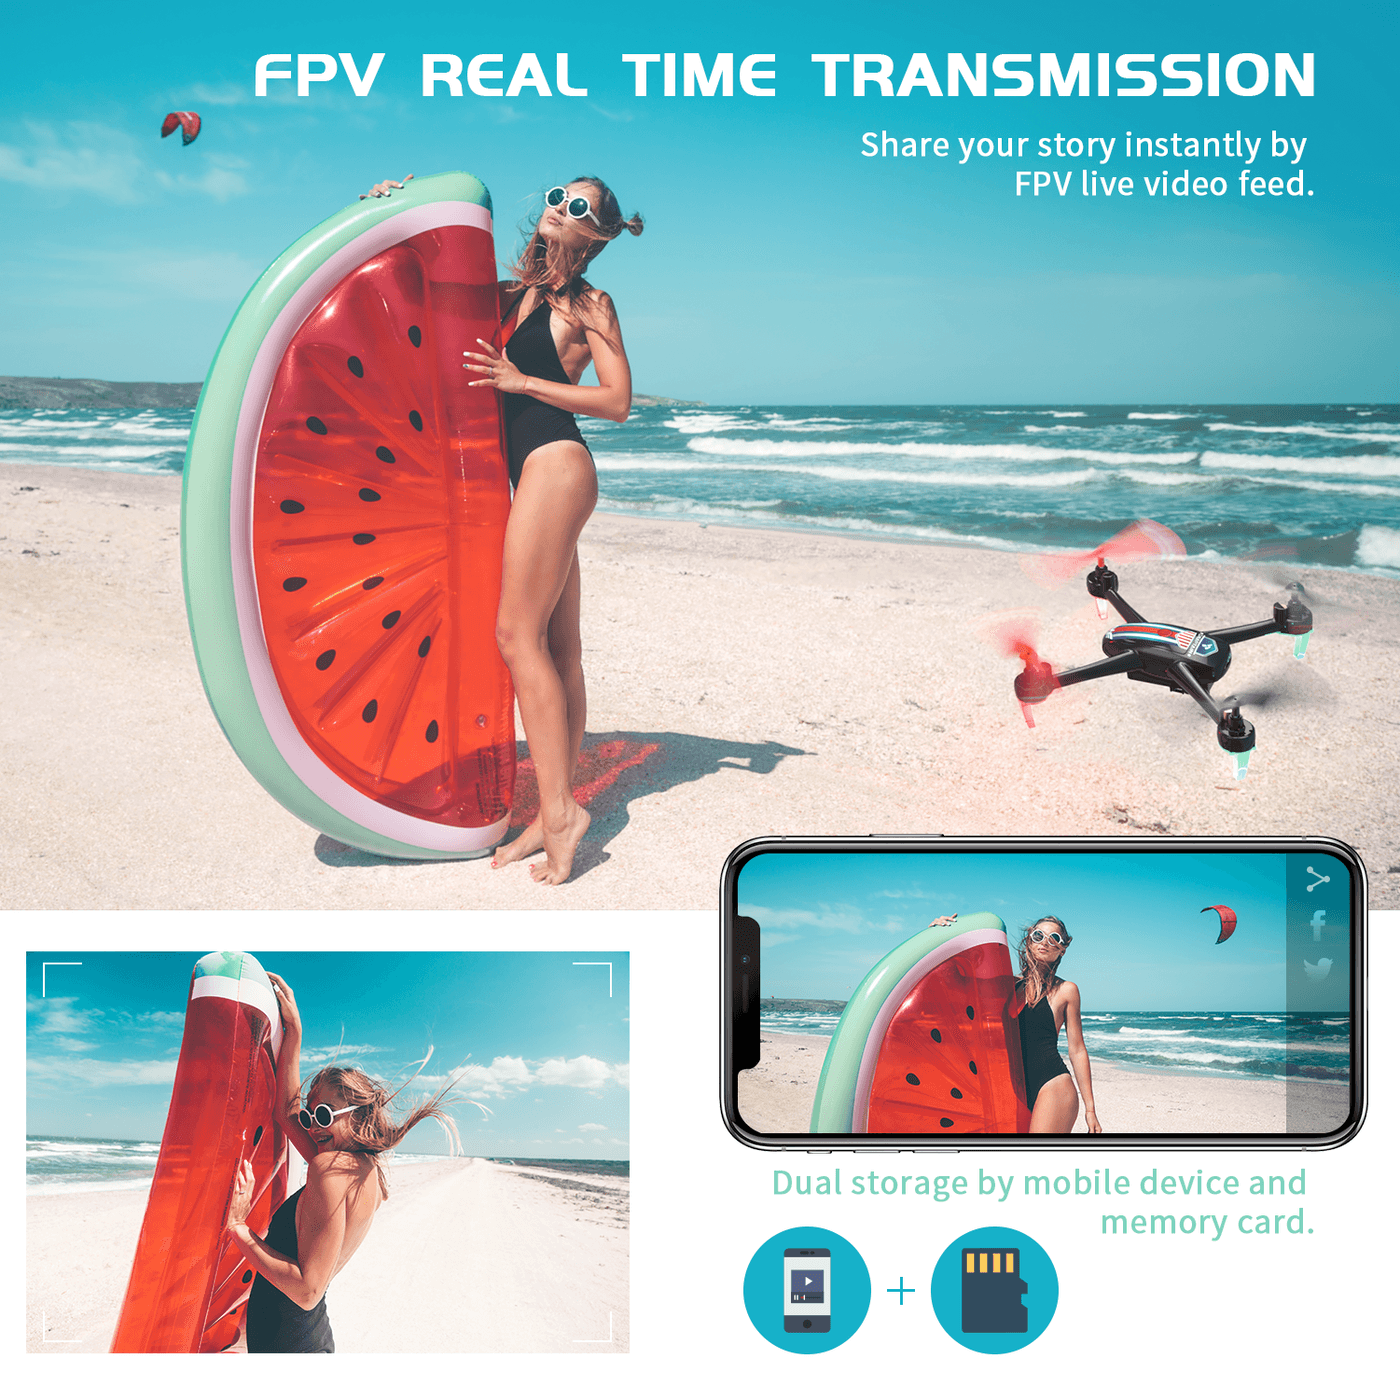 FPV REAL TIME TRANSMISSION
Share your story instantly by
FPV live video feed.
Dual storage by mobile device and
memory card.